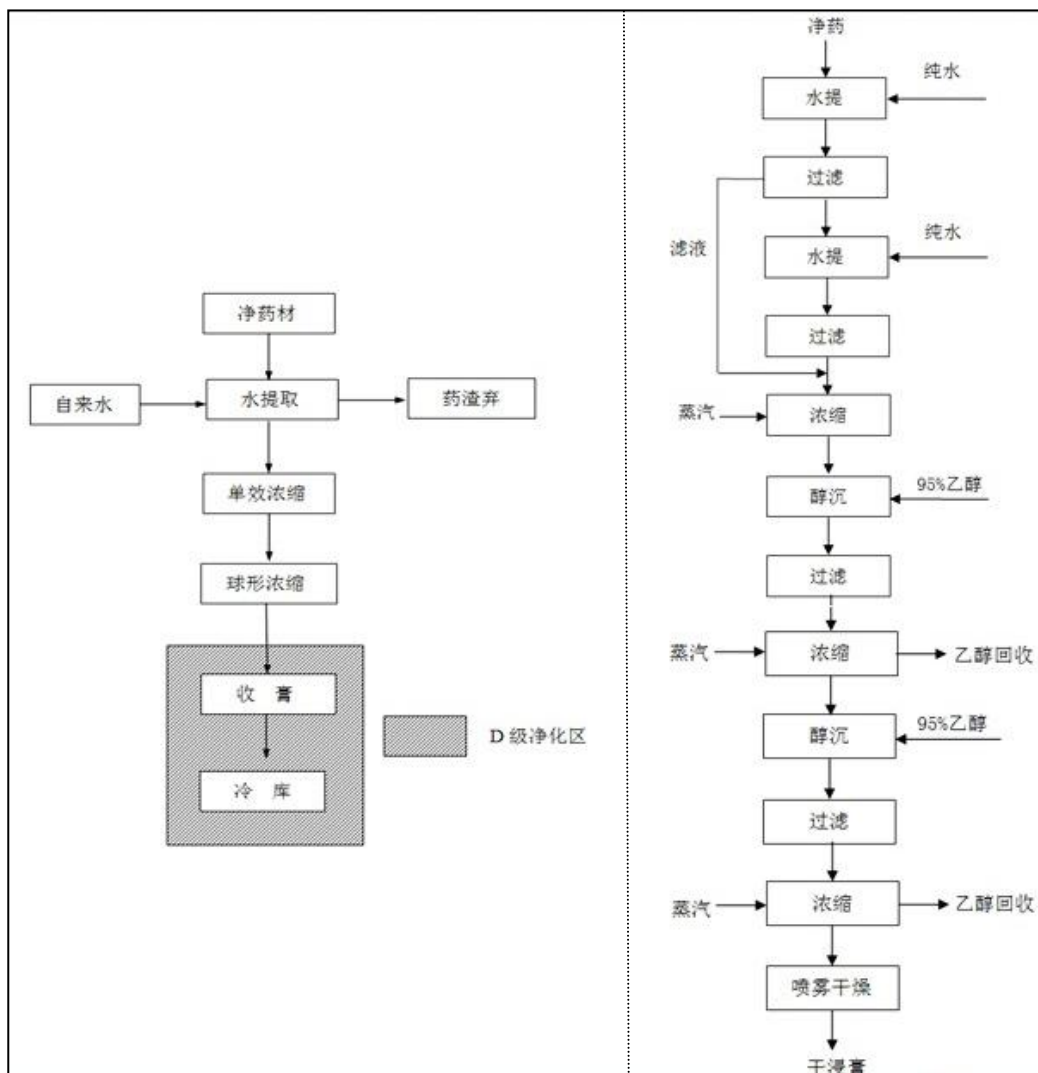 净药材
自来水
水提取
药渣弃
单效浓缩
球形浓缩
收 膏
冷 库
D 级净化区
净药
纯水
水提
过滤
滤液
纯水
水提
过滤
蒸汽
浓缩
95%乙醇
醇沉
过滤
蒸汽
浓缩
乙醇回收
95%乙醇
醇沉
过滤
蒸汽
浓缩
乙醇回收
喷雾干燥
干浸膏